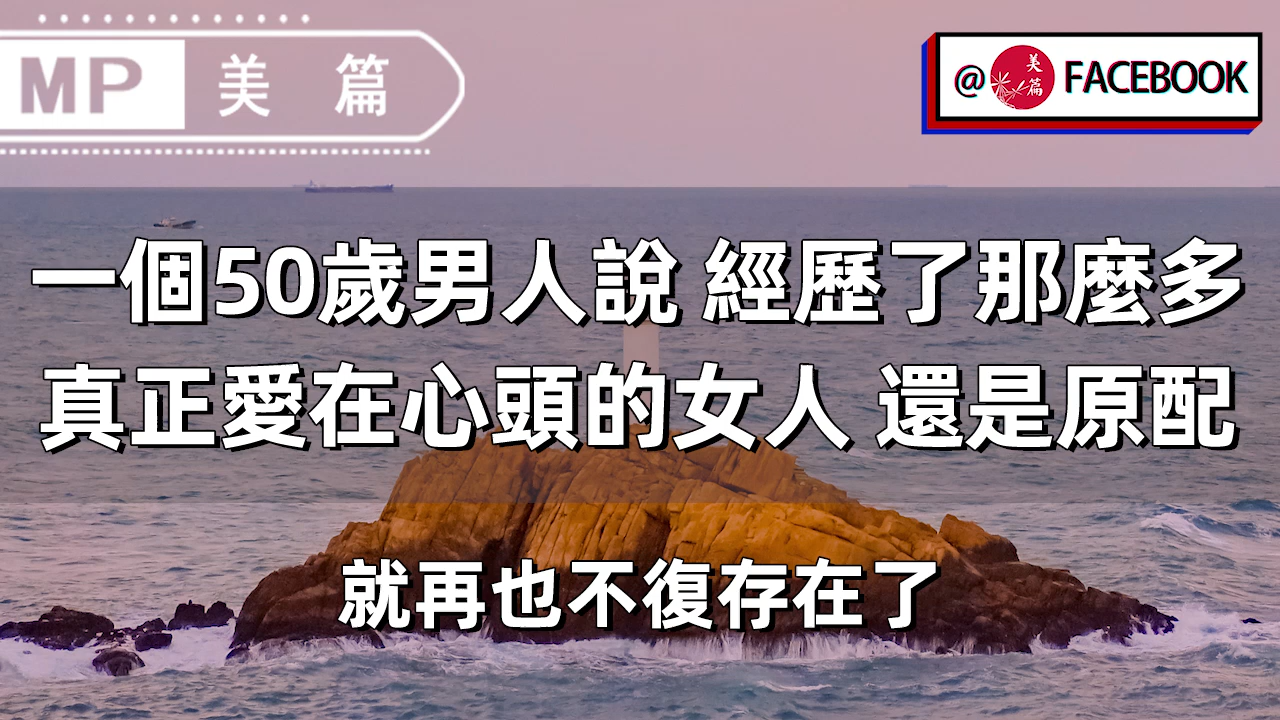 MP 美篇
@ 美篇 FACEBOOK
一個50歲男人說 經歷了那麼多
真正愛在心頭的女人 還是原配
就再也不復存在了